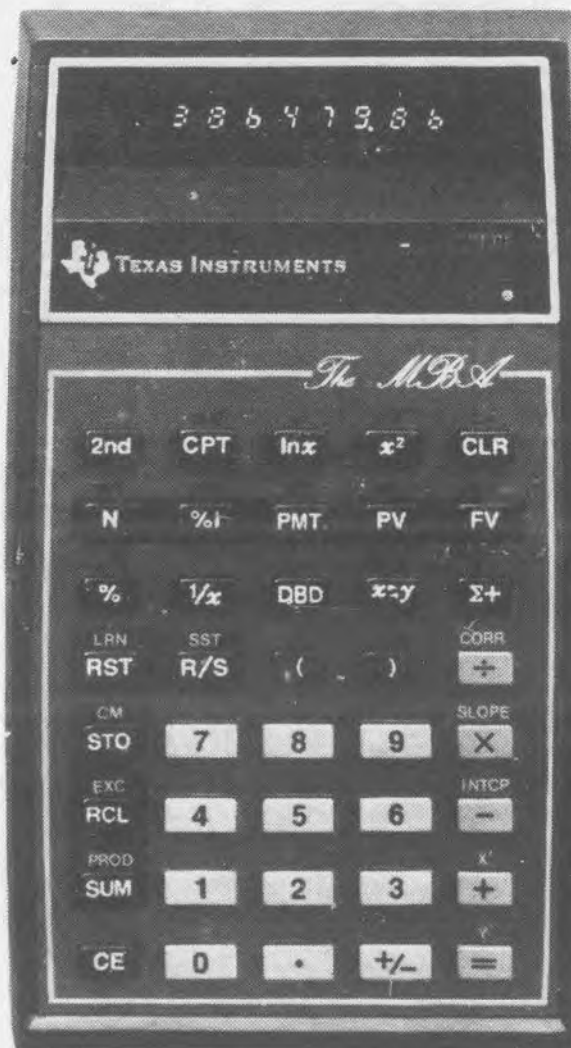 386479.86
TEXAS INSTRUMENTS
The MBA
2nd CPT lnx x² CLR
N %I PMT PV FV
% 1/x DBD x:y Σ+
LRN SST CORR
RST R/S ( ) ÷
CM SLOPE
STO 7 8 9 ×
EXC INTCP
RCL 4 5 6 −
PROD X'
SUM 1 2 3 +
CE 0 . +/− =